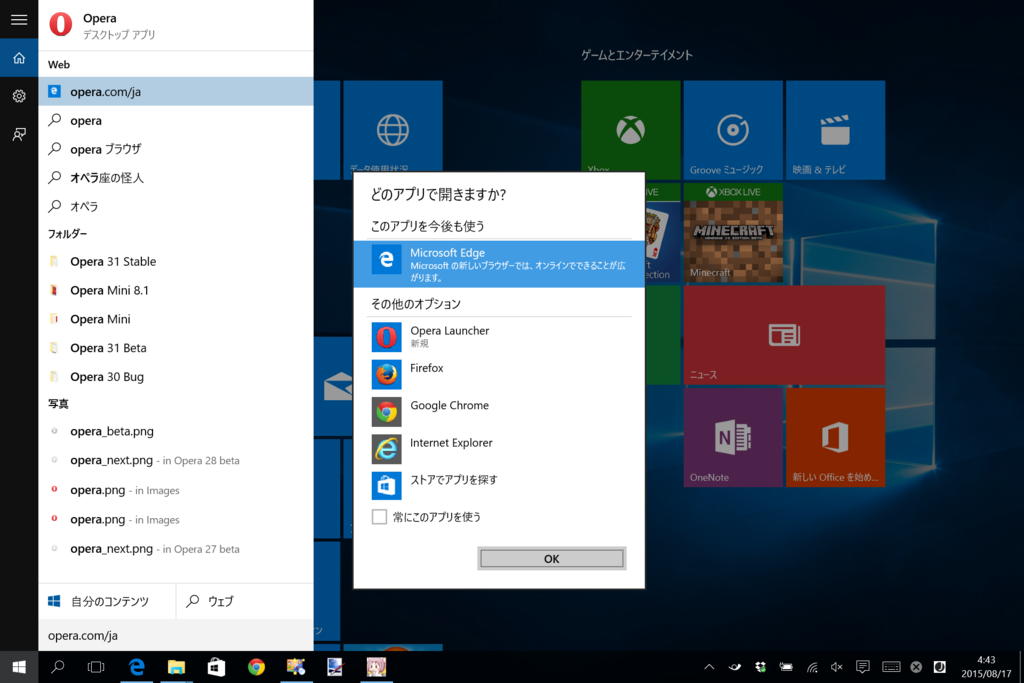 Opera
デスクトップ アプリ
Web
opera.com/ja
opera
opera ブラウザ
オペラ座の怪人
オペラ
フォルダー
Opera 31 Stable
Opera Mini 8.1
Opera Mini
Opera 31 Beta
Opera 30 Bug
写真
opera_beta.png
opera_next.png - in Opera 28 beta
opera.png - in Images
opera.png - in Images
opera_next.png - in Opera 27 beta
自分のコンテンツ
ウェブ
opera.com/ja
データ使用状況
どのアプリで開きますか?
このアプリを今後も使う
Microsoft Edge
Microsoft の新しいブラウザーでは、オンラインでできることが広
がります。
その他のオプション
Opera Launcher
新規
Firefox
Google Chrome
Internet Explorer
ストアでアプリを探す
常にこのアプリを使う
OK
ゲームとエンターテイメント
Xbox
Groove ミュージック
映画 & テレビ
XBOX LIVE
MINECRAFT
WINDOWS 10 EDITION BETA
Minecraft
ニュース
OneNote
新しい Office を始め...
4:43
2015/08/17